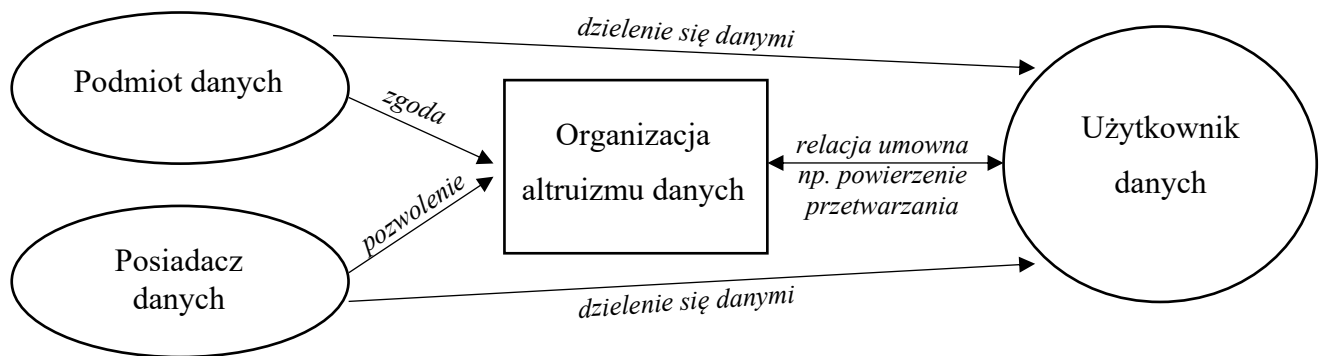 dzielenie się danymi
Podmiot danych
zgoda
Organizacja
altruizmu danych
relacja umowna
np. powierzenie
przetwarzania
Użytkownik
danych
pozwolenie
Posiadacz
danych
dzielenie się danymi